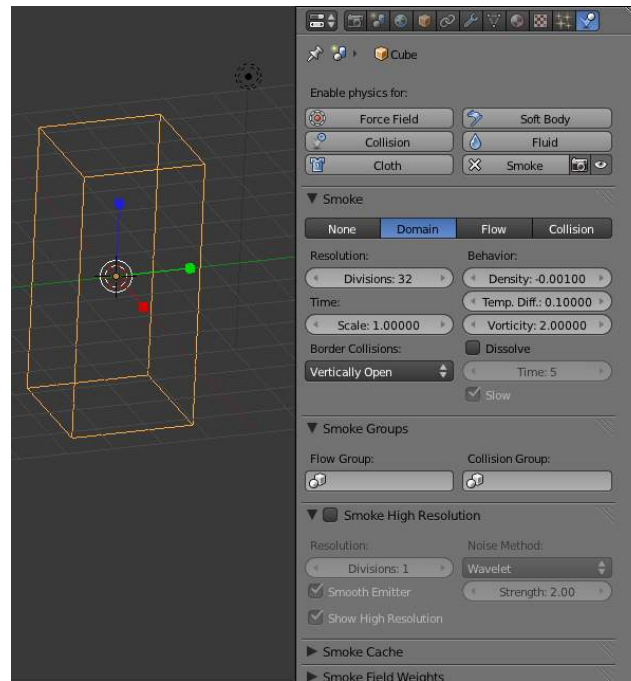 Cube
Enable physics for:
Force Field Soft Body
Collision Fluid
Cloth Smoke
Smoke
None Domain Flow Collision
Resolution: Behavior:
Divisions: 32 Density: -0.00100
Time: Temp. Diff.: 0.10000
Scale: 1.00000 Vorticity: 2.00000
Border Collisions: Dissolve
Vertically Open Time: 5
Slow
Smoke Groups
Flow Group: Collision Group:
Smoke High Resolution
Resolution: Noise Method:
Divisions: 1 Wavelet
Smooth Emitter Strength: 2.00
Show High Resolution
Smoke Cache
Smoke Field Weights